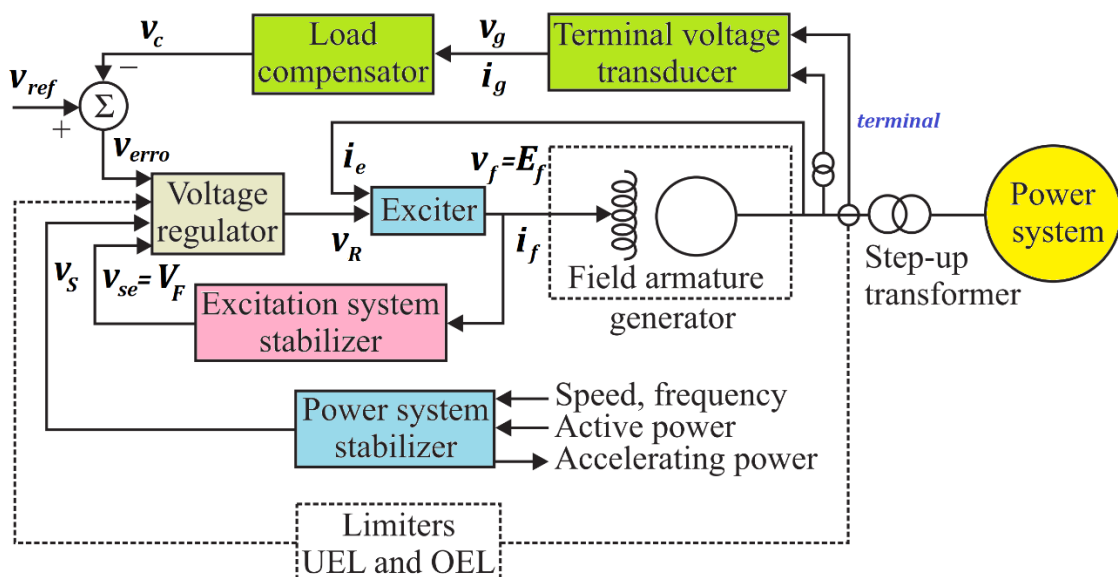 v_c
−
Load
compensator
v_g
i_g
Terminal voltage
transducer
v_ref
+
Σ
terminal
v_erro
i_e
v_f=E_f
Voltage
regulator
Exciter
v_R
i_f
Power
system
Field armature
generator
Step-up
transformer
v_S
v_se=V_F
Excitation system
stabilizer
Power system
stabilizer
Speed, frequency
Active power
Accelerating power
Limiters
UEL and OEL